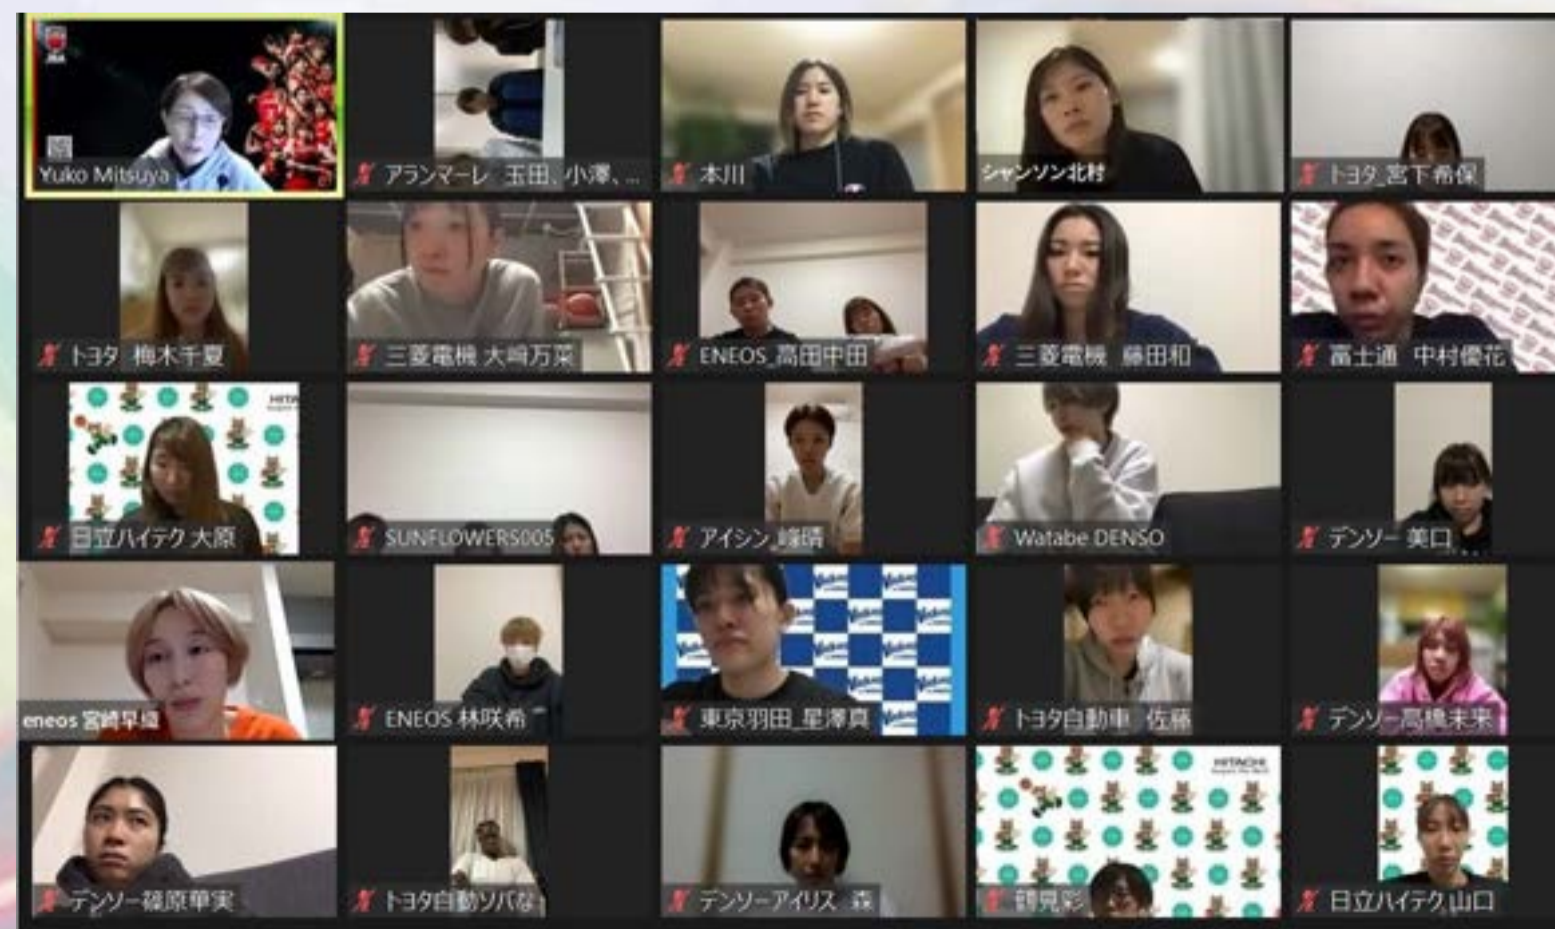 JBA
Yuko Mitsuya
アランマーレ 玉田、小澤、...
本川
シャンソン北村
トヨタ_宮下希保
トヨタ 梅木千夏
三菱電機 大﨑万菜
ENEOS_高田中田
三菱電機 藤田和
富士通 中村優花
HITA
日立ハイテク 大原
SUNFLOWERS005
アイシン_峰晴
Watabe DENSO
デンソー 美口
eneos 宮崎早織
ENEOS 林咲希
東京羽田_星澤真
トヨタ自動車 佐藤
デンソー高橋未来
デンソー篠原華実
トヨタ自動ソバな
デンソーアイリス 森
HITACHI
鶴見彩
日立ハイテク 山口